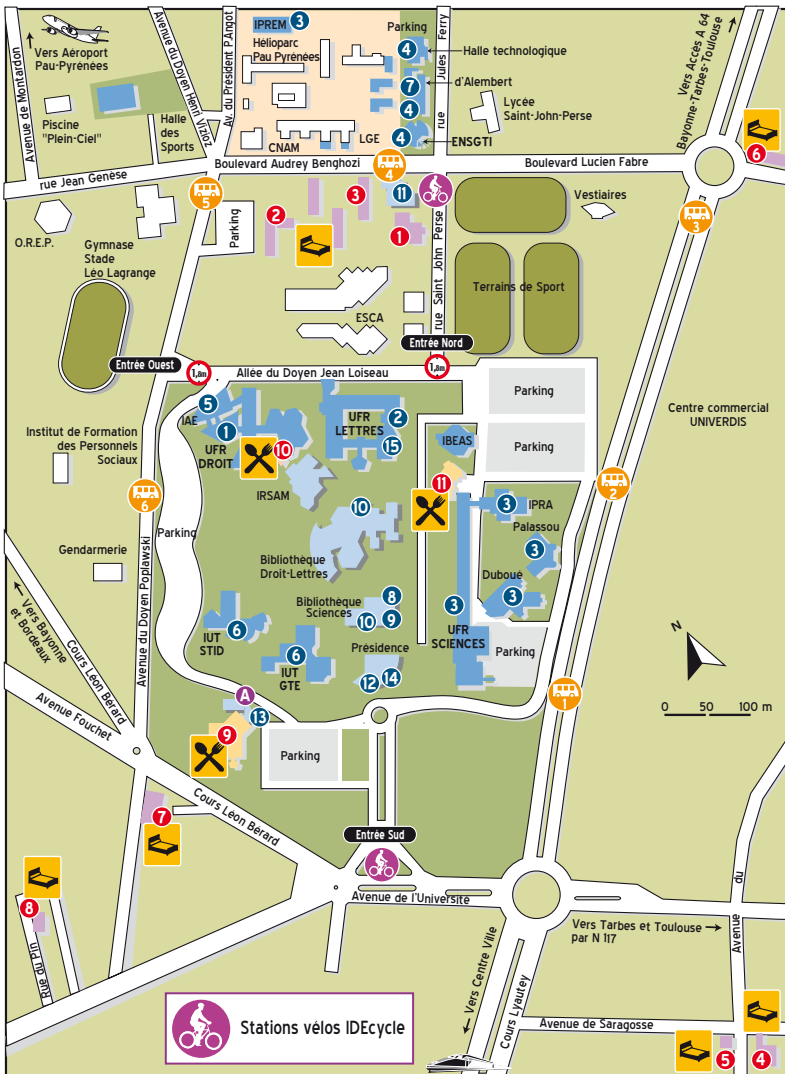 Vers Aéroport
Pau-Pyrénées
Avenue de Montardon
Avenue du Doyen Henri Vizioz
Av. du Président P.Angot
IPREM 3
Hélioparc
Pau Pyrénées
Parking
4
Halle technologique
7
d'Alembert
4
4
ENSGTI
rue Jules Ferry
Lycée
Saint-John-Perse
Vers Accès A 64
Bayonne-Tarbes-Toulouse
6
Piscine
"Plein-Ciel"
Halle
des
Sports
CNAM
LGE
Boulevard Audrey Benghozi
4
Boulevard Lucien Fabre
rue Jean Genèse
5
O.R.E.P.
Gymnase
Stade
Léo Lagrange
Parking
2
3
11
1
rue Saint John Perse
Vestiaires
3
Terrains de Sport
ESCA
Entrée Ouest
1,8m
Allée du Doyen Jean Loiseau
Entrée Nord
1,8m
Parking
Parking
Centre commercial
UNIVERDIS
5
IAE
1
UFR
DROIT
10
UFR
LETTRES
2
15
IBEAS
11
IRSAM
Institut de Formation
des Personnels
Sociaux
6
Parking
Gendarmerie
Avenue du Doyen Poplawski
10
Bibliothèque
Droit-Lettres
3
IPRA
Palassou
3
Duboué
3
2
Bibliothèque
Sciences
8
10
9
3
UFR
SCIENCES
Parking
IUT
STID
6
6
IUT
GTE
Présidence
12
14
N
0 50 100 m
1
Vers Bayonne
et Bordeaux
Cours Léon Bérard
Avenue Fouchet
A
13
9
Parking
Cours Léon Bérard
7
8
Rue du Pin
Entrée Sud
Avenue de l'Université
Vers Tarbes et Toulouse
par N 117
Avenue du
Vers Centre Ville
Cours Lyautey
Avenue de Saragosse
5
4
Stations vélos IDEcycle